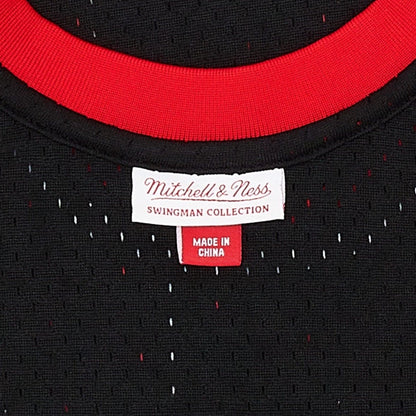 Mitchell & Ness
SWINGMAN COLLECTION
MADE IN
CHINA